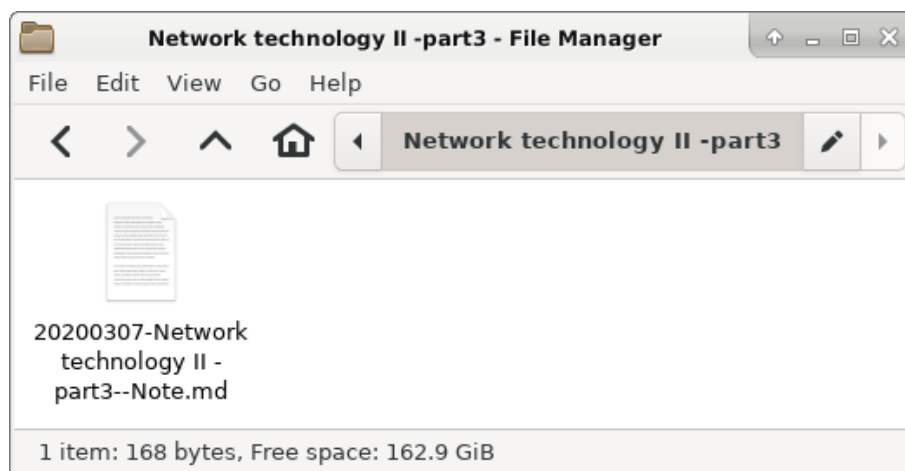 Network technology II -part3 - File Manager
File Edit View Go Help
Network technology II -part3
20200307-Network
technology II -
part3--Note.md
1 item: 168 bytes, Free space: 162.9 GiB